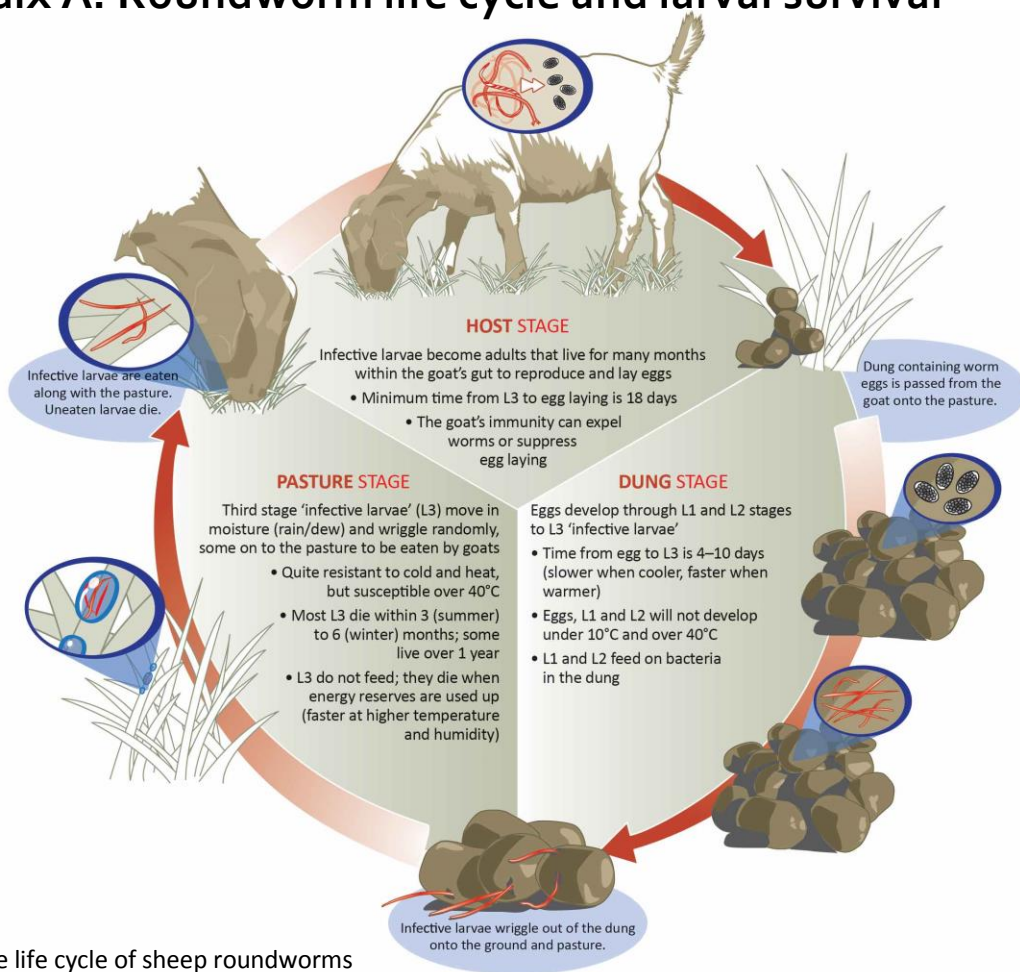 Appendix A: Roundworm life cycle and larval survival
HOST STAGE
Infective larvae become adults that live for many months
within the goat's gut to reproduce and lay eggs
• Minimum time from L3 to egg laying is 18 days
• The goat's immunity can expel
worms or suppress
egg laying
Dung containing worm
eggs is passed from the
goat onto the pasture.
DUNG STAGE
Eggs develop through L1 and L2 stages
to L3 ‘infective larvae’
• Time from egg to L3 is 4–10 days
(slower when cooler, faster when
warmer)
• Eggs, L1 and L2 will not develop
under 10°C and over 40°C
• L1 and L2 feed on bacteria
in the dung
Infective larvae wriggle out of the dung
onto the ground and pasture.
PASTURE STAGE
Third stage ‘infective larvae’ (L3) move in
moisture (rain/dew) and wriggle randomly,
some on to the pasture to be eaten by goats
• Quite resistant to cold and heat,
but susceptible over 40°C
• Most L3 die within 3 (summer)
to 6 (winter) months; some
live over 1 year
• L3 do not feed; they die when
energy reserves are used up
(faster at higher temperature
and humidity)
Infective larvae are eaten
along with the pasture.
Uneaten larvae die.
life cycle of sheep roundworms